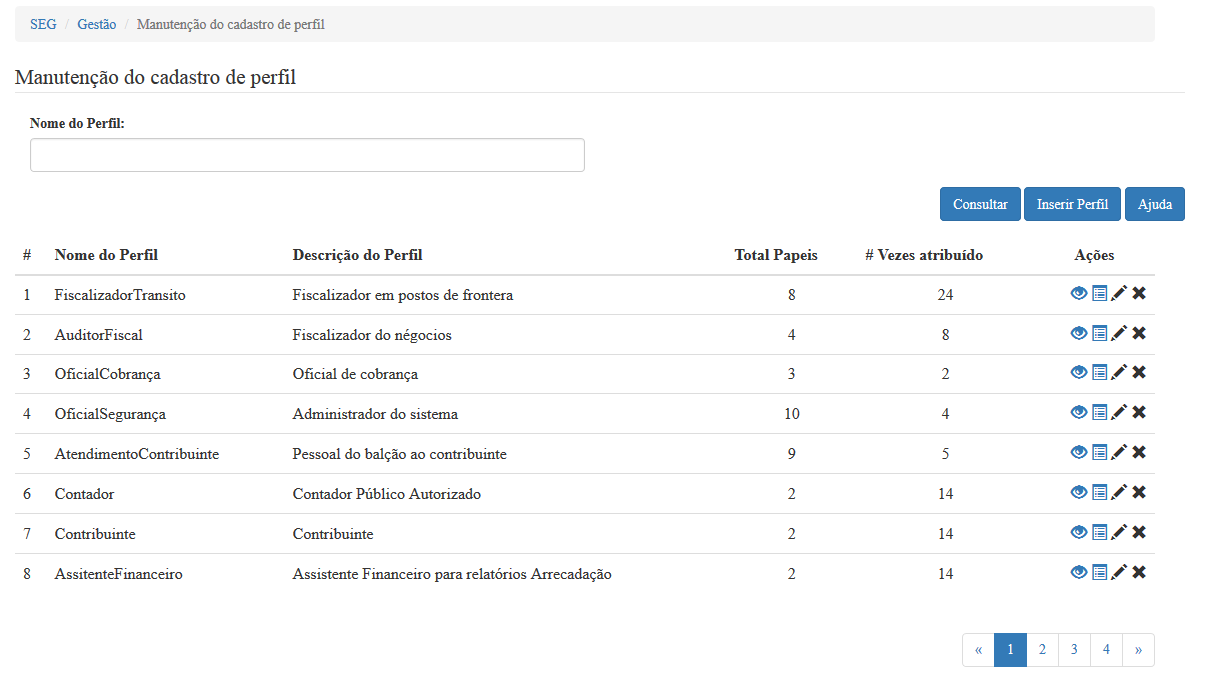 SEG / Gestão / Manutenção do cadastro de perfil
Manutenção do cadastro de perfil
Nome do Perfil:
Consultar Inserir Perfil Ajuda
# Nome do Perfil Descrição do Perfil Total Papeis # Vezes atribuído Ações
1 FiscalizadorTransito Fiscalizador em postos de frontera 8 24
2 AuditorFiscal Fiscalizador do négocios 4 8
3 OficialCobrança Oficial de cobrança 3 2
4 OficialSegurança Administrador do sistema 10 4
5 AtendimentoContribuinte Pessoal do balção ao contribuinte 9 5
6 Contador Contador Público Autorizado 2 14
7 Contribuinte Contribuinte 2 14
8 AssitenteFinanceiro Assistente Financeiro para relatórios Arrecadação 2 14
« 1 2 3 4 »